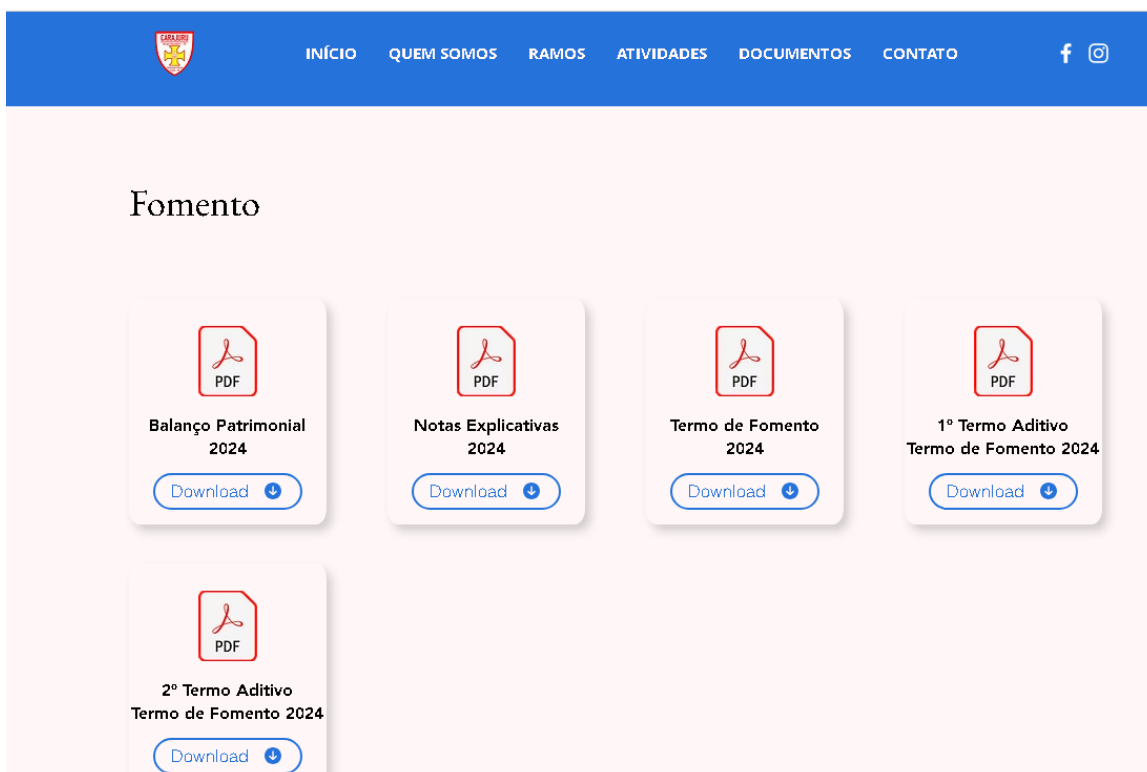 CARAJURU
INÍCIO QUEM SOMOS RAMOS ATIVIDADES DOCUMENTOS CONTATO
Fomento
PDF
Balanço Patrimonial
2024
Download
PDF
Notas Explicativas
2024
Download
PDF
Termo de Fomento
2024
Download
PDF
1º Termo Aditivo
Termo de Fomento 2024
Download
PDF
2º Termo Aditivo
Termo de Fomento 2024
Download